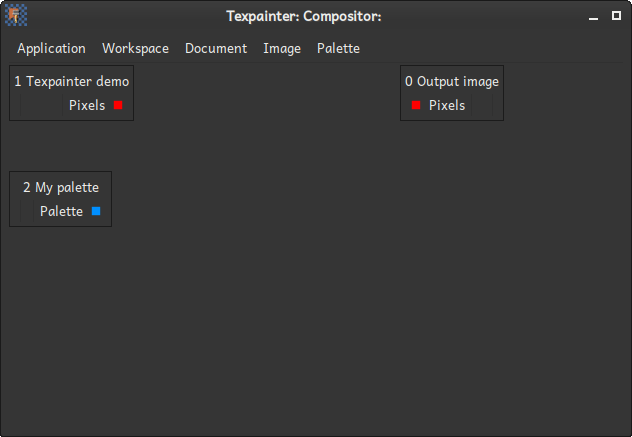 Texpainter: Compositor:
Application Workspace Document Image Palette
1 Texpainter demo
Pixels
0 Output image
Pixels
2 My palette
Palette